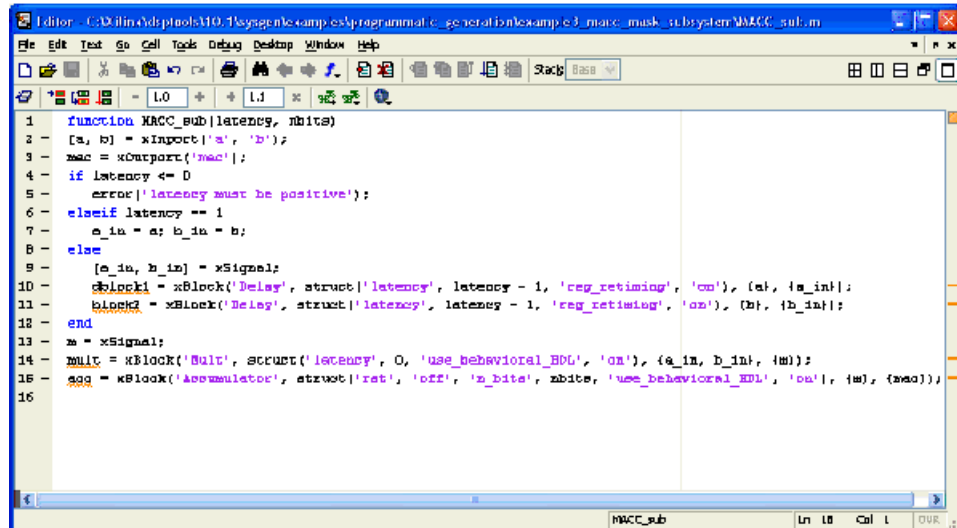 Editor - C:\Xilinx\dsptools\10.1\sysgen\examples\programmatic_generation\example3_macc_mask_subsystem\MACC_sub.m
File Edit Text Go Cell Tools Debug Desktop Window Help
Stack: Base
- 1.0 + ÷ 1.1 ×
1 function MACC_sub(latency, nbits)
2 - [a, b] = xInport('a', 'b');
3 - mac = xOutport('mac');
4 - if latency <= 0
5 - error('latency must be positive');
6 - elseif latency == 1
7 - a_in = a; b_in = b;
8 - else
9 - [a_in, b_in] = xSignal;
10 - dblock1 = xBlock('Delay', struct('latency', latency - 1, 'reg_retiming', 'on'), {a}, {a_in});
11 - block2 = xBlock('Delay', struct('latency', latency - 1, 'reg_retiming', 'on'), {b}, {b_in});
12 - end
13 - m = xSignal;
14 - mult = xBlock('Mult', struct('latency', 0, 'use_behavioral_HDL', 'on'), {a_in, b_in}, {m});
15 - acc = xBlock('Accumulator', struct('rst', 'off', 'n_bits', nbits, 'use_behavioral_HDL', 'on'), {m}, {mac});
16
MACC_sub Ln 16 Col 1 OVR